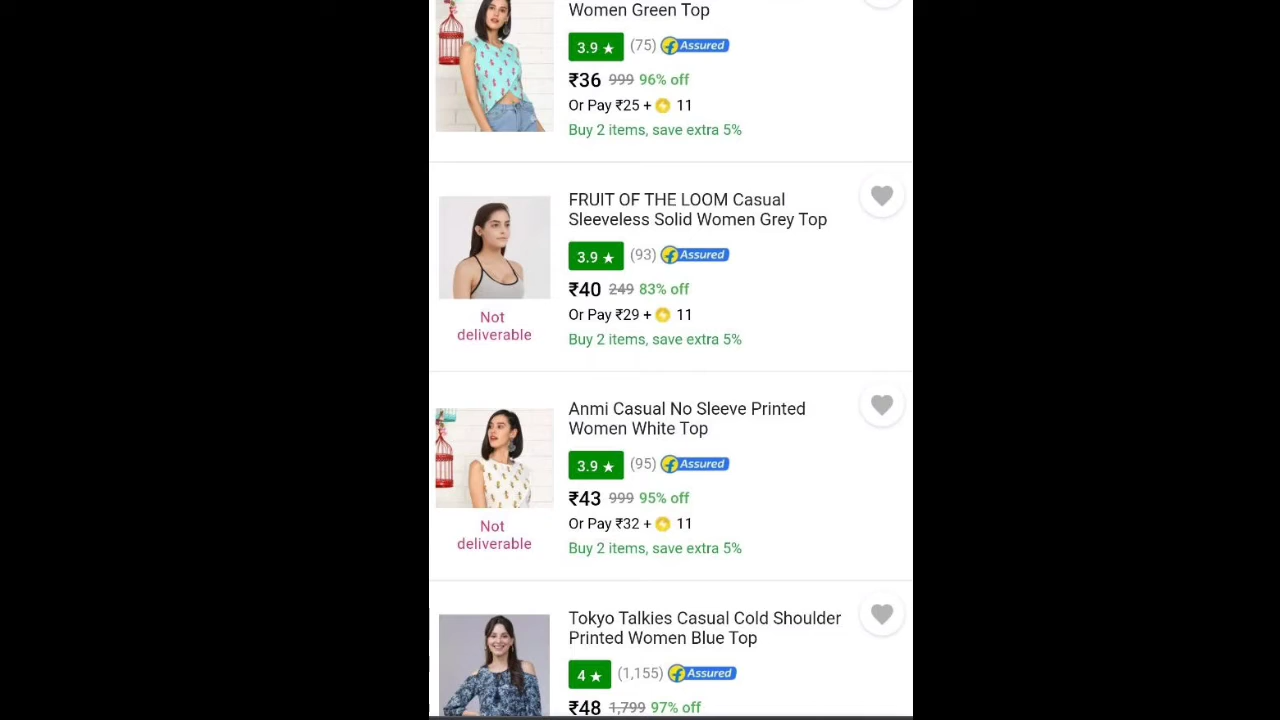 Women Green Top
3.9 ★ (75) Assured
₹36 999 96% off
Or Pay ₹25 + 11
Buy 2 items, save extra 5%
FRUIT OF THE LOOM Casual
Sleeveless Solid Women Grey Top
3.9 ★ (93) Assured
₹40 249 83% off
Or Pay ₹29 + 11
Buy 2 items, save extra 5%
Not
deliverable
Anmi Casual No Sleeve Printed
Women White Top
3.9 ★ (95) Assured
₹43 999 95% off
Or Pay ₹32 + 11
Buy 2 items, save extra 5%
Not
deliverable
Tokyo Talkies Casual Cold Shoulder
Printed Women Blue Top
4 ★ (1,155) Assured
₹48 1,799 97% off